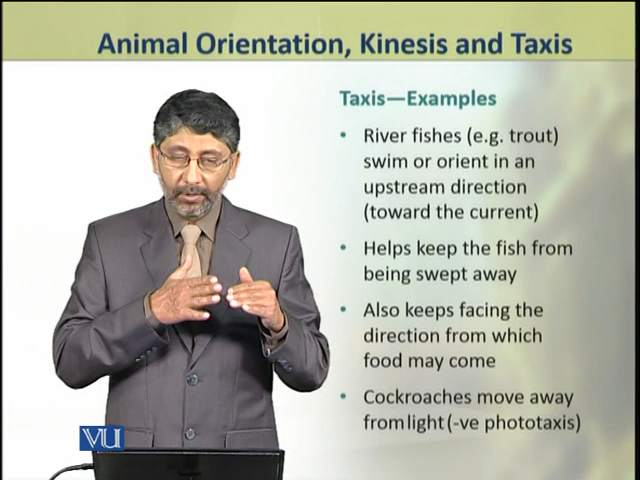 Animal Orientation, Kinesis and Taxis
Taxis—Examples
• River fishes (e.g. trout)
swim or orient in an
upstream direction
(toward the current)
• Helps keep the fish from
being swept away
• Also keeps facing the
direction from which
food may come
• Cockroaches move away
from light (-ve phototaxis)
VU